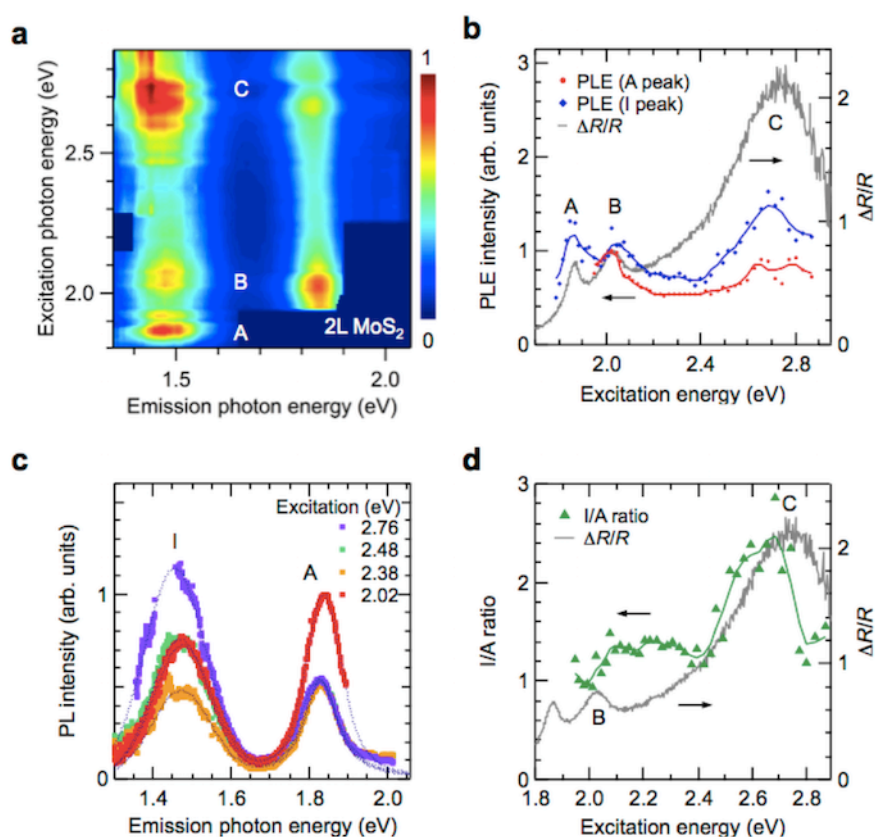 a
Excitation photon energy (eV)
2.5
2.0
C
B
A
2L MoS₂
1
0
1.5
2.0
Emission photon energy (eV)
b
PLE intensity (arb. units)
3
2
1
0
PLE (A peak)
PLE (I peak)
ΔR/R
A
B
C
2
1
0
ΔR/R
2.0
2.4
2.8
Excitation energy (eV)
c
PL intensity (arb. units)
1
0
Excitation (eV)
2.76
2.48
2.38
2.02
I
A
1.4
1.6
1.8
2.0
Emission photon energy (eV)
d
I/A ratio
3
2
1
0
I/A ratio
ΔR/R
C
B
2
1
0
ΔR/R
1.8
2.0
2.2
2.4
2.6
2.8
Excitation energy (eV)